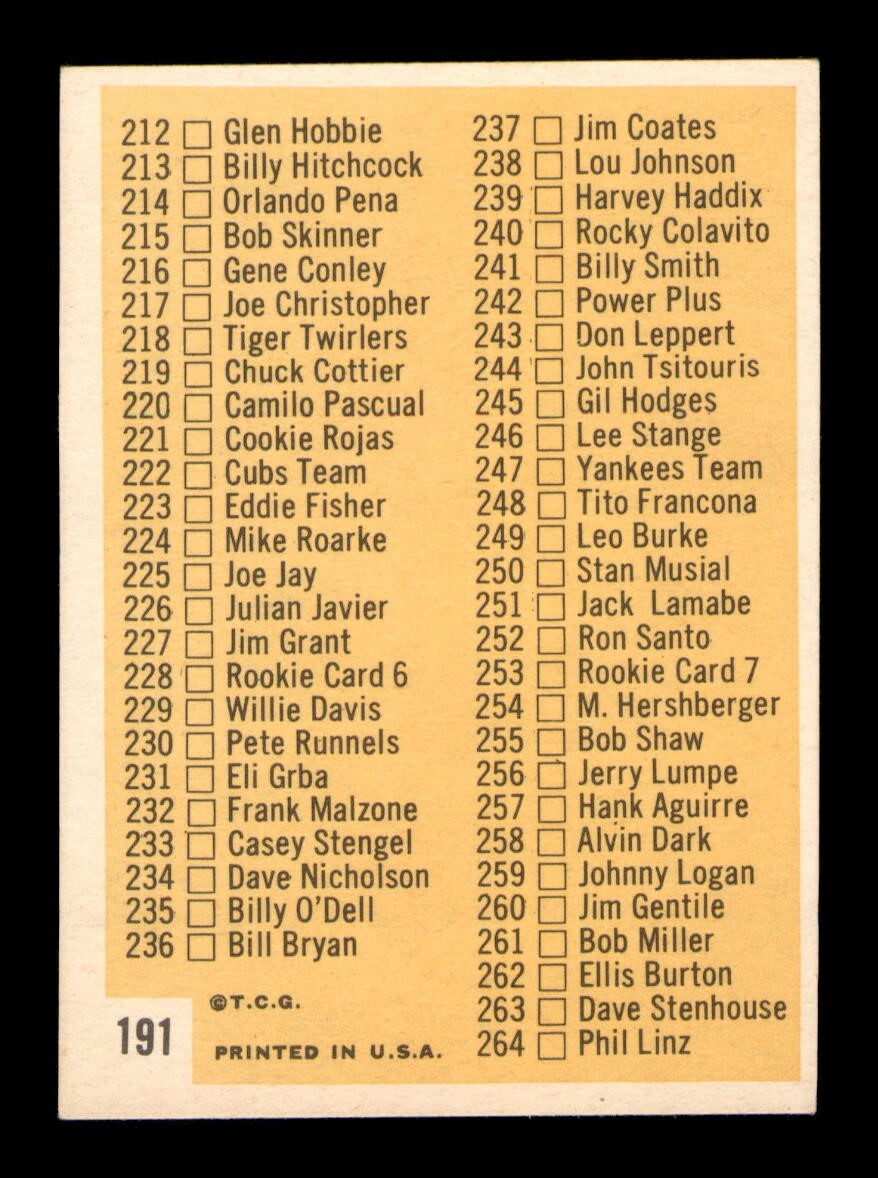 212 □ Glen Hobbie
213 □ Billy Hitchcock
214 □ Orlando Pena
215 □ Bob Skinner
216 □ Gene Conley
217 □ Joe Christopher
218 □ Tiger Twirlers
219 □ Chuck Cottier
220 □ Camilo Pascual
221 □ Cookie Rojas
222 □ Cubs Team
223 □ Eddie Fisher
224 □ Mike Roarke
225 □ Joe Jay
226 □ Julian Javier
227 □ Jim Grant
228 □ Rookie Card 6
229 □ Willie Davis
230 □ Pete Runnels
231 □ Eli Grba
232 □ Frank Malzone
233 □ Casey Stengel
234 □ Dave Nicholson
235 □ Billy O'Dell
236 □ Bill Bryan
237 □ Jim Coates
238 □ Lou Johnson
239 □ Harvey Haddix
240 □ Rocky Colavito
241 □ Billy Smith
242 □ Power Plus
243 □ Don Leppert
244 □ John Tsitouris
245 □ Gil Hodges
246 □ Lee Stange
247 □ Yankees Team
248 □ Tito Francona
249 □ Leo Burke
250 □ Stan Musial
251 □ Jack Lamabe
252 □ Ron Santo
253 □ Rookie Card 7
254 □ M. Hershberger
255 □ Bob Shaw
256 □ Jerry Lumpe
257 □ Hank Aguirre
258 □ Alvin Dark
259 □ Johnny Logan
260 □ Jim Gentile
261 □ Bob Miller
262 □ Ellis Burton
263 □ Dave Stenhouse
264 □ Phil Linz
©T.C.G.
191
PRINTED IN U.S.A.